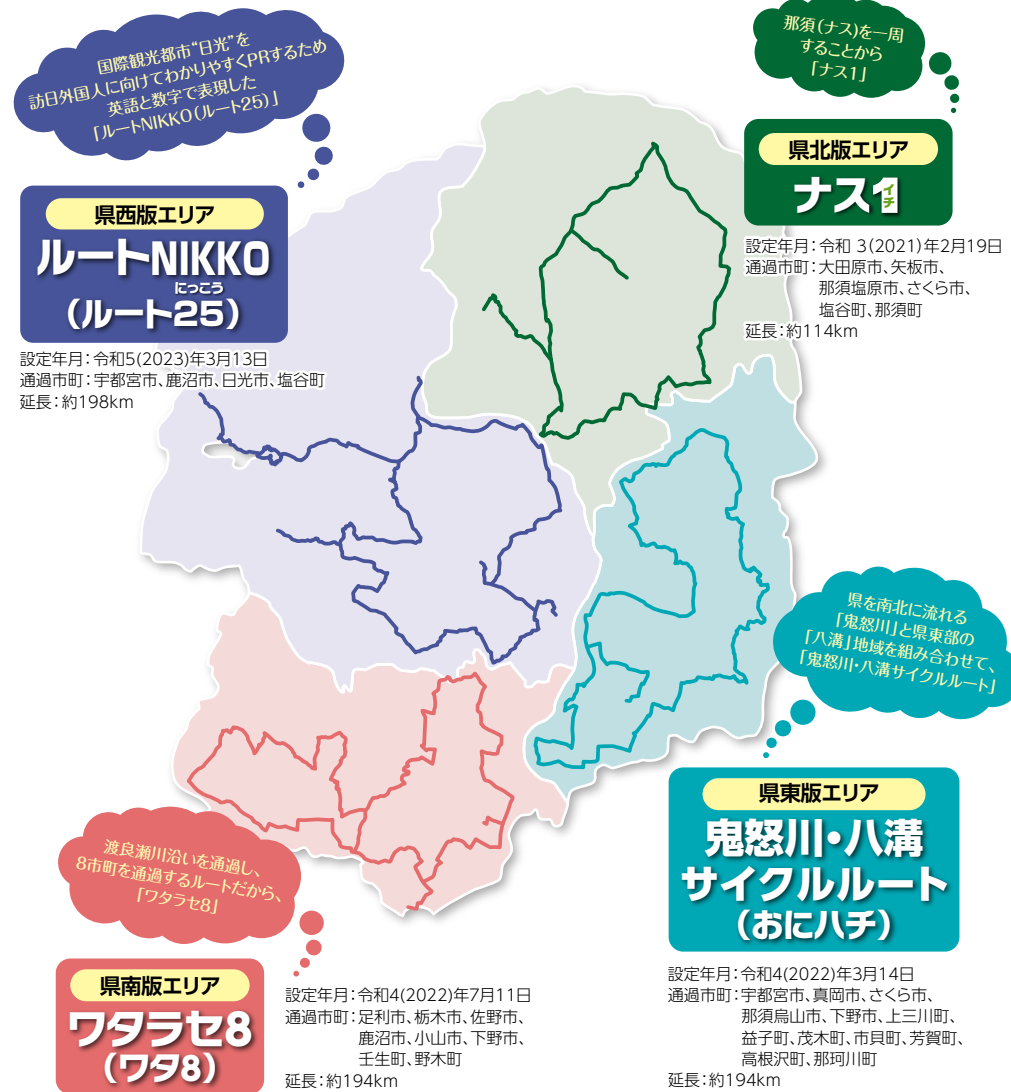 国際観光都市“日光”を
訪日外国人に向けてわかりやすくPRするため
英語と数字で表現した
「ルートNIKKO(ルート25)」
県西版エリア
ルートNIKKO
にっこう
(ルート25)
設定年月:令和5(2023)年3月13日
通過市町:宇都宮市、鹿沼市、日光市、塩谷町
延長:約198km
那須(ナス)を一周
することから
「ナス1」
県北版エリア
ナス1
イチ
設定年月:令和 3(2021)年2月19日
通過市町:大田原市、矢板市、
那須塩原市、さくら市、
塩谷町、那須町
延長:約114km
県を南北に流れる
「鬼怒川」と県東部の
「八溝」地域を組み合わせて、
「鬼怒川・八溝サイクルルート」
県東版エリア
鬼怒川・八溝
サイクルルート
(おにハチ)
設定年月:令和4(2022)年3月14日
通過市町:宇都宮市、真岡市、さくら市、
那須烏山市、下野市、上三川町、
益子町、茂木町、市貝町、芳賀町、
高根沢町、那珂川町
延長:約194km
渡良瀬川沿いを通過し、
8市町を通過するルートだから、
「ワタラセ8」
県南版エリア
ワタラセ8
(ワタ8)
設定年月:令和4(2022)年7月11日
通過市町:足利市、栃木市、佐野市、
鹿沼市、小山市、下野市、
壬生町、野木町
延長:約194km